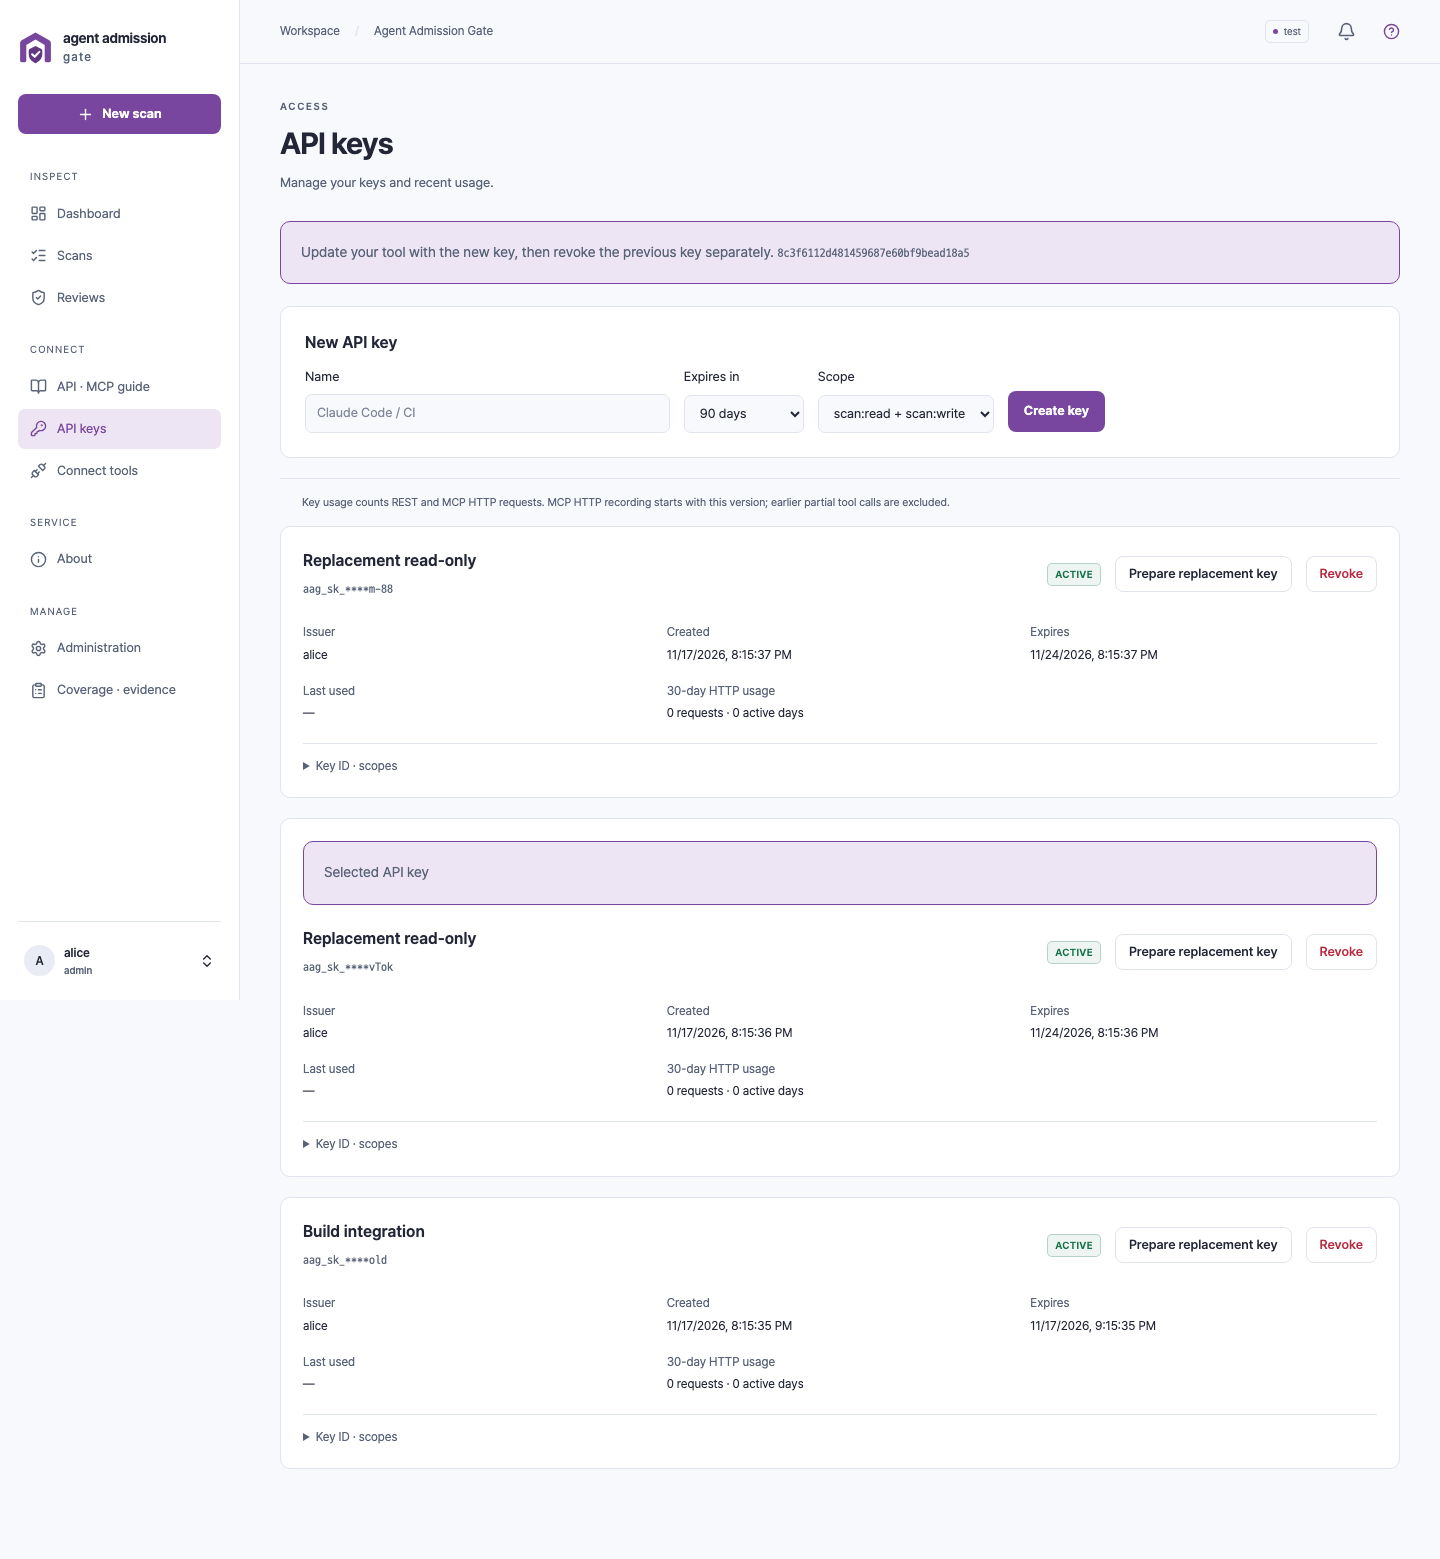 agent admission
gate
New scan
INSPECT
Dashboard
Scans
Reviews
CONNECT
API · MCP guide
API keys
Connect tools
SERVICE
About
MANAGE
Administration
Coverage · evidence
A
alice
admin
Workspace / Agent Admission Gate
test
ACCESS
API keys
Manage your keys and recent usage.
Update your tool with the new key, then revoke the previous key separately. 8c3f6112d481459687e60bf9bead18a5
New API key
Name Expires in Scope
Claude Code / CI 90 days scan:read + scan:write Create key
Key usage counts REST and MCP HTTP requests. MCP HTTP recording starts with this version; earlier partial tool calls are excluded.
Replacement read-only
aag_sk_****m-88
ACTIVE Prepare replacement key Revoke
Issuer Created Expires
alice 11/17/2026, 8:15:37 PM 11/24/2026, 8:15:37 PM
Last used 30-day HTTP usage
— 0 requests · 0 active days
Key ID · scopes
Selected API key
Replacement read-only
aag_sk_****vTok
ACTIVE Prepare replacement key Revoke
Issuer Created Expires
alice 11/17/2026, 8:15:36 PM 11/24/2026, 8:15:36 PM
Last used 30-day HTTP usage
— 0 requests · 0 active days
Key ID · scopes
Build integration
aag_sk_****old
ACTIVE Prepare replacement key Revoke
Issuer Created Expires
alice 11/17/2026, 8:15:35 PM 11/17/2026, 9:15:35 PM
Last used 30-day HTTP usage
— 0 requests · 0 active days
Key ID · scopes